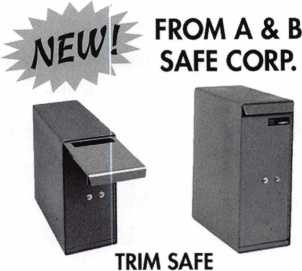 NEW!
FROM A & B
SAFE CORP.
TRIM SAFE